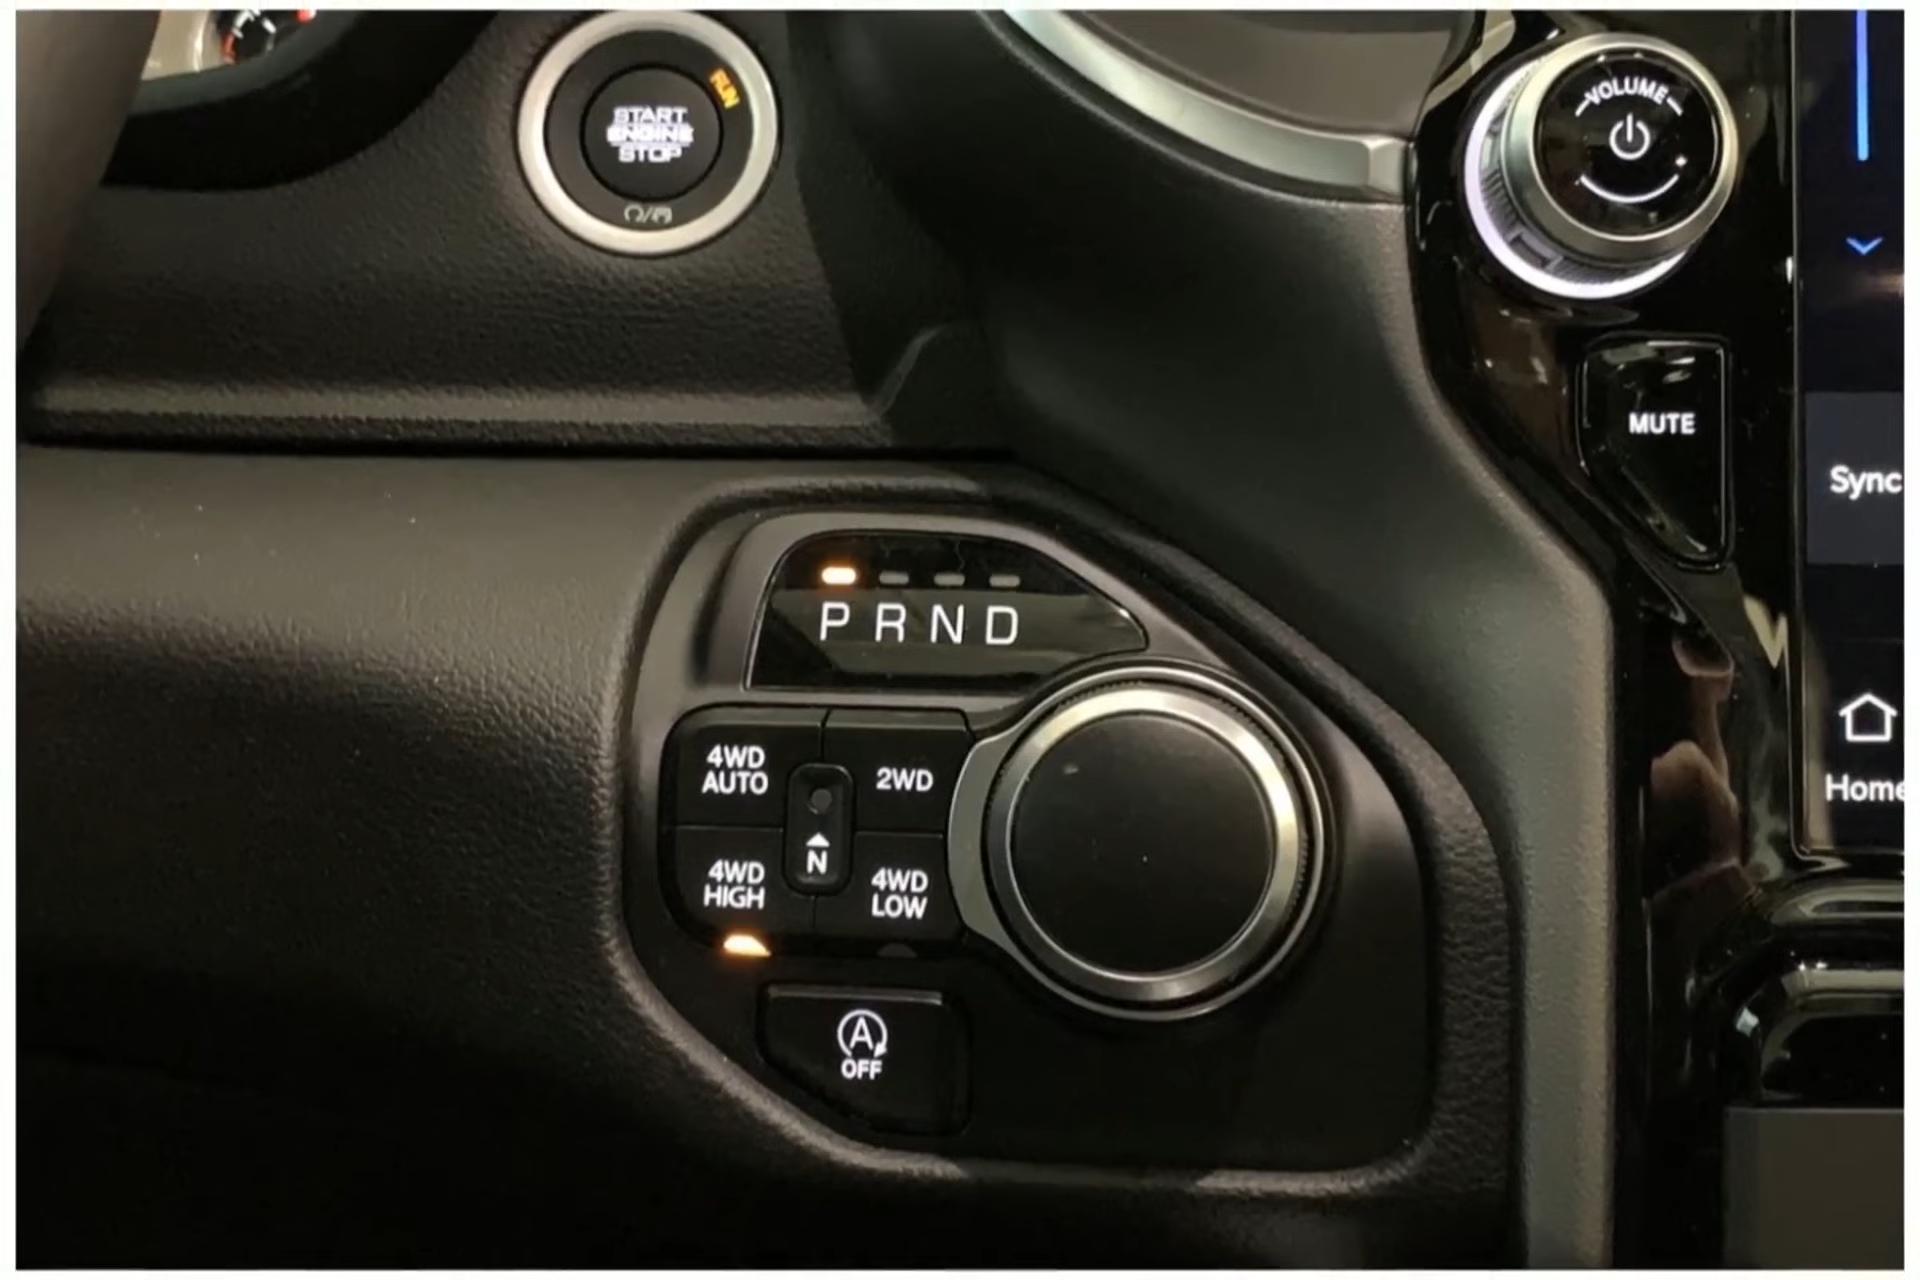 RUN
START
ENGINE
STOP
VOLUME
MUTE
Sync
P R N D
4WD
AUTO
2WD
N
4WD
HIGH
4WD
LOW
Home
A
OFF